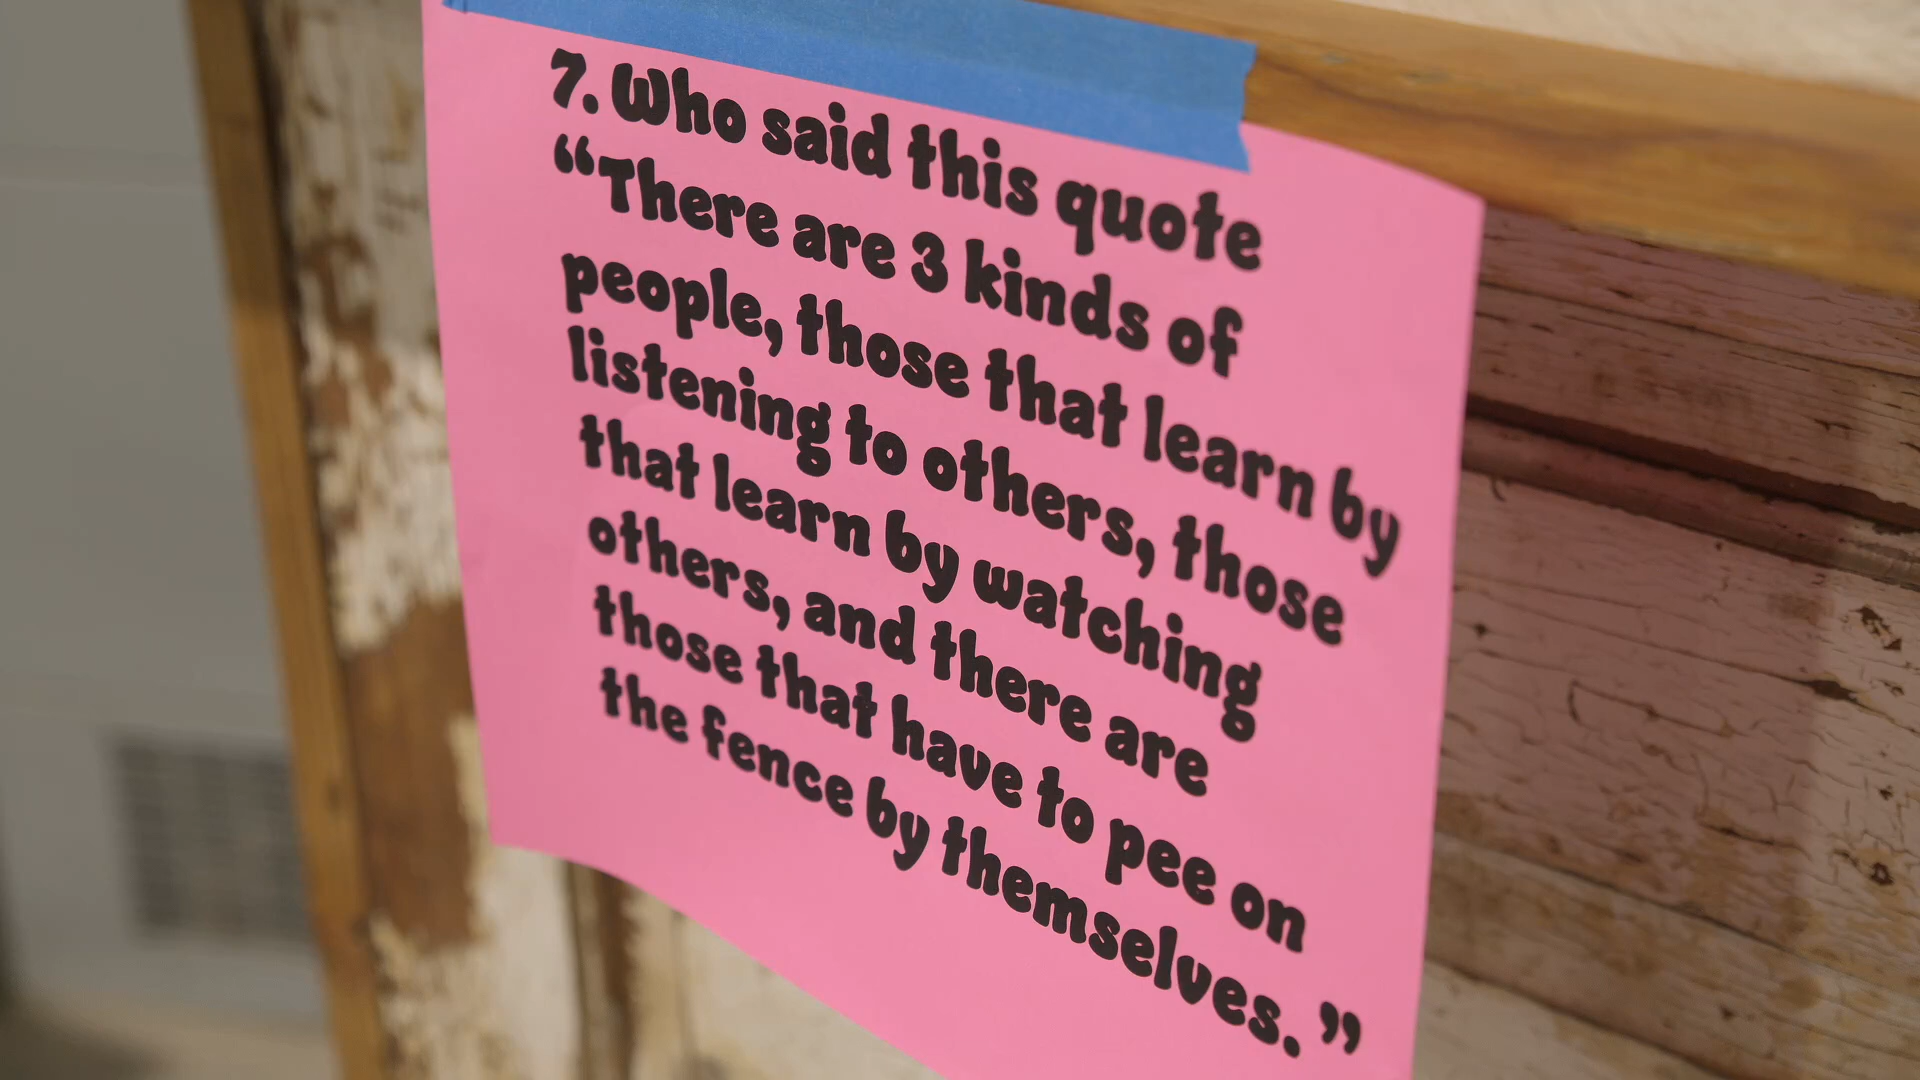 7. Who said this quote
“There are 3 kinds of
people, those that learn by
listening to others, those
that learn by watching
others, and there are
those that have to pee on
the fence by themselves.”